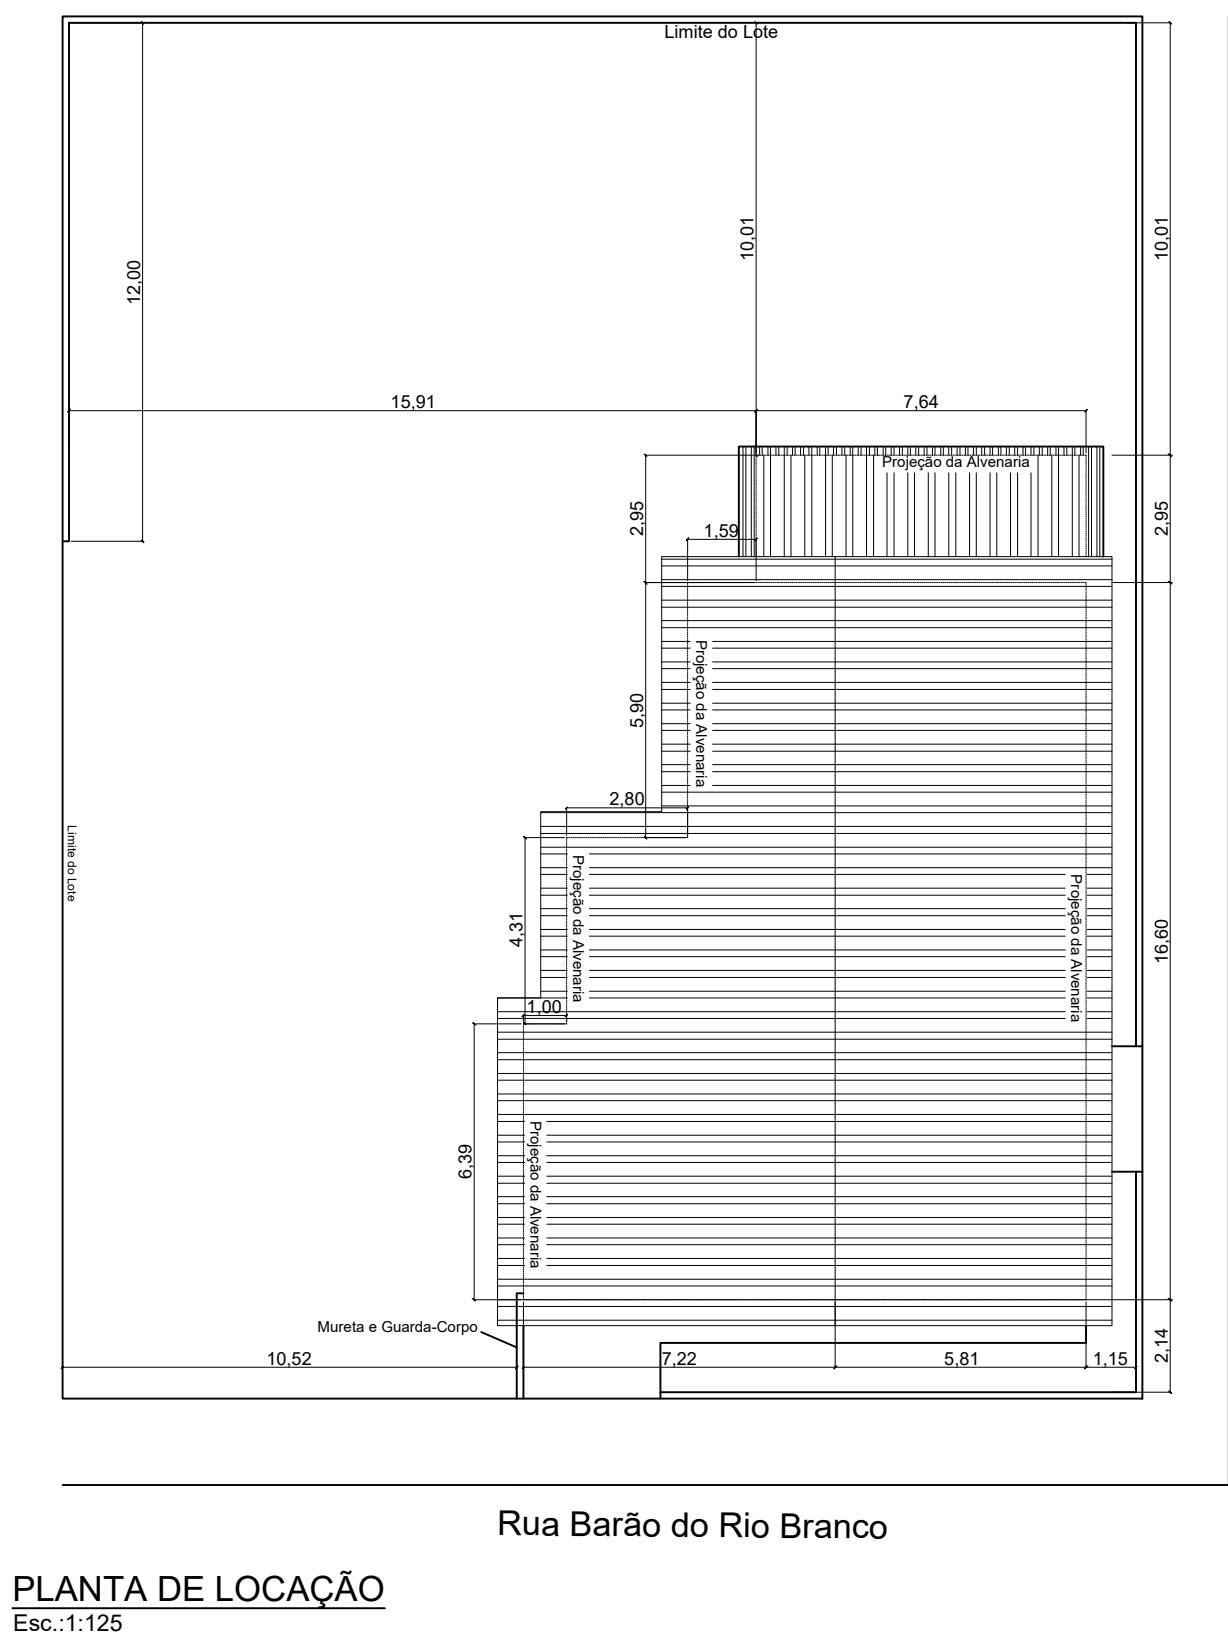 Limite do Lote
10,01
10,01
12,00
15,91
7,64
Projeção da Alvenaria
2,95
2,95
1,59
Projeção da Alvenaria
5,90
2,80
Limite do Lote
Projeção da Alvenaria
Projeção da Alvenaria
4,31
16,60
1,00
Projeção da Alvenaria
6,39
Mureta e Guarda-Corpo
10,52
7,22
5,81
1,15
2,14
Rua Barão do Rio Branco
PLANTA DE LOCAÇÃO
Esc.:1:125